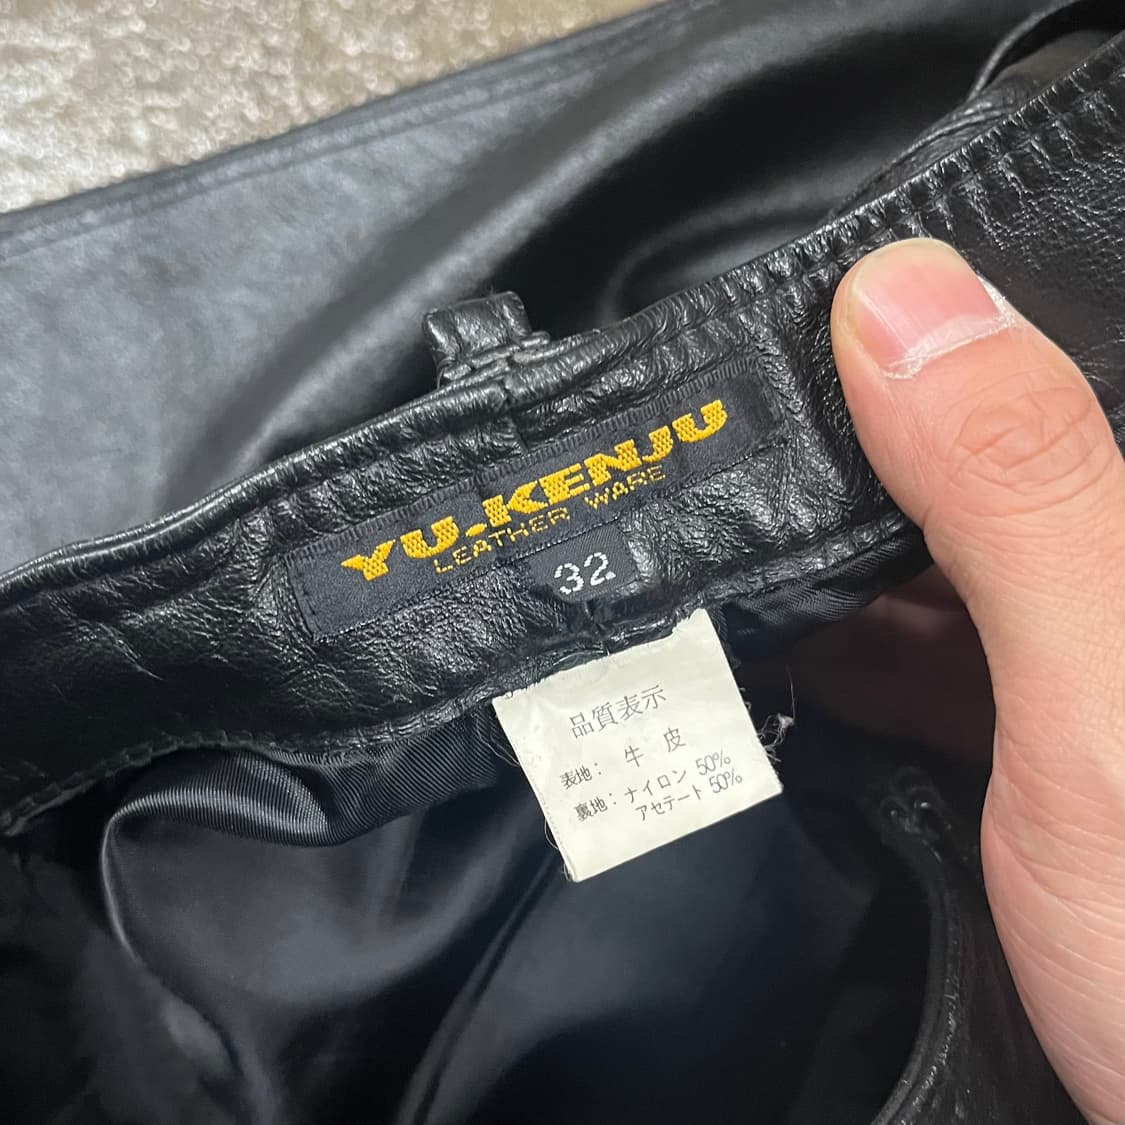 YU.KENJU
LEATHER WARE
32
品質表示
表地： 牛 皮
裏地：ナイロン 50%
アセテート 50%